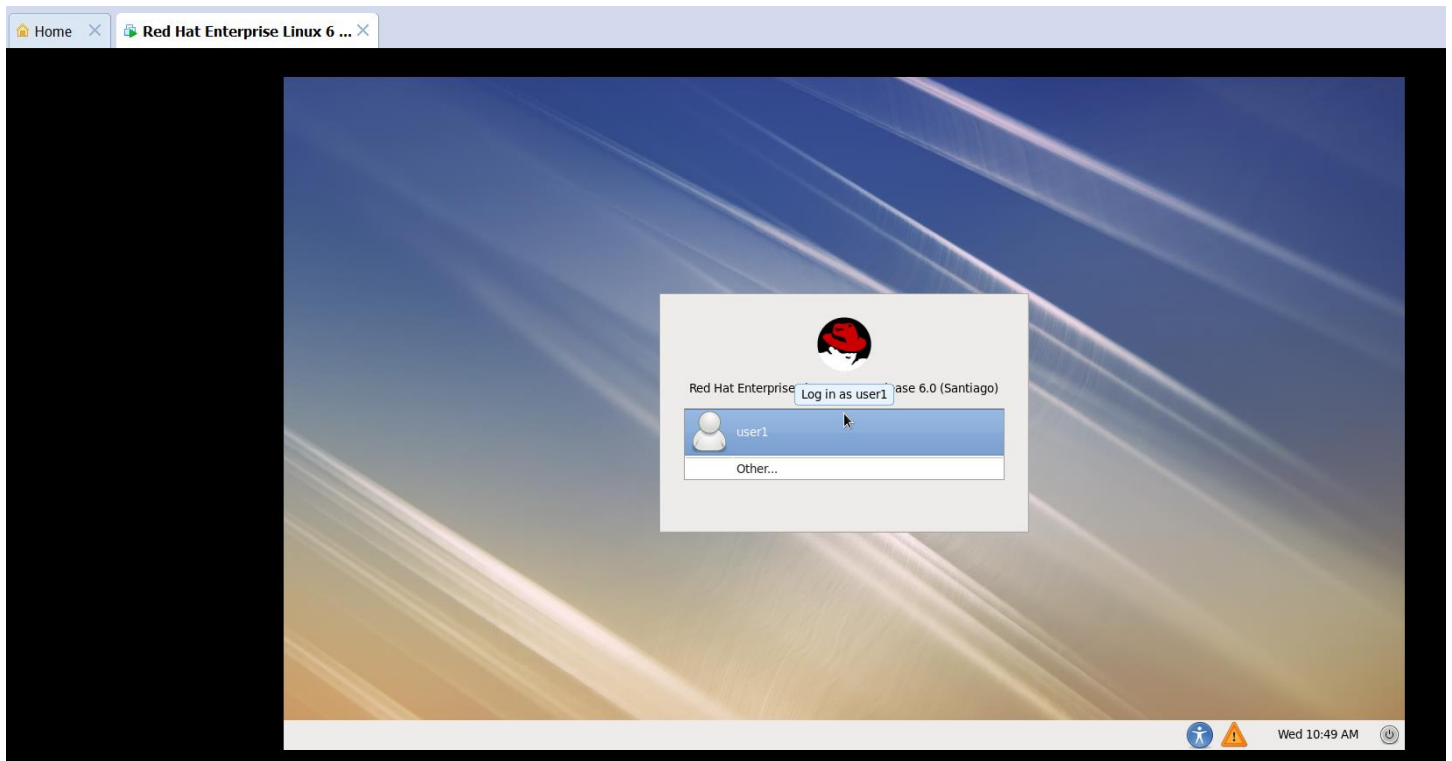 Home
Red Hat Enterprise Linux 6 ...
Red Hat Enterprise ase 6.0 (Santiago)
Log in as user1
user1
Other...
Wed 10:49 AM